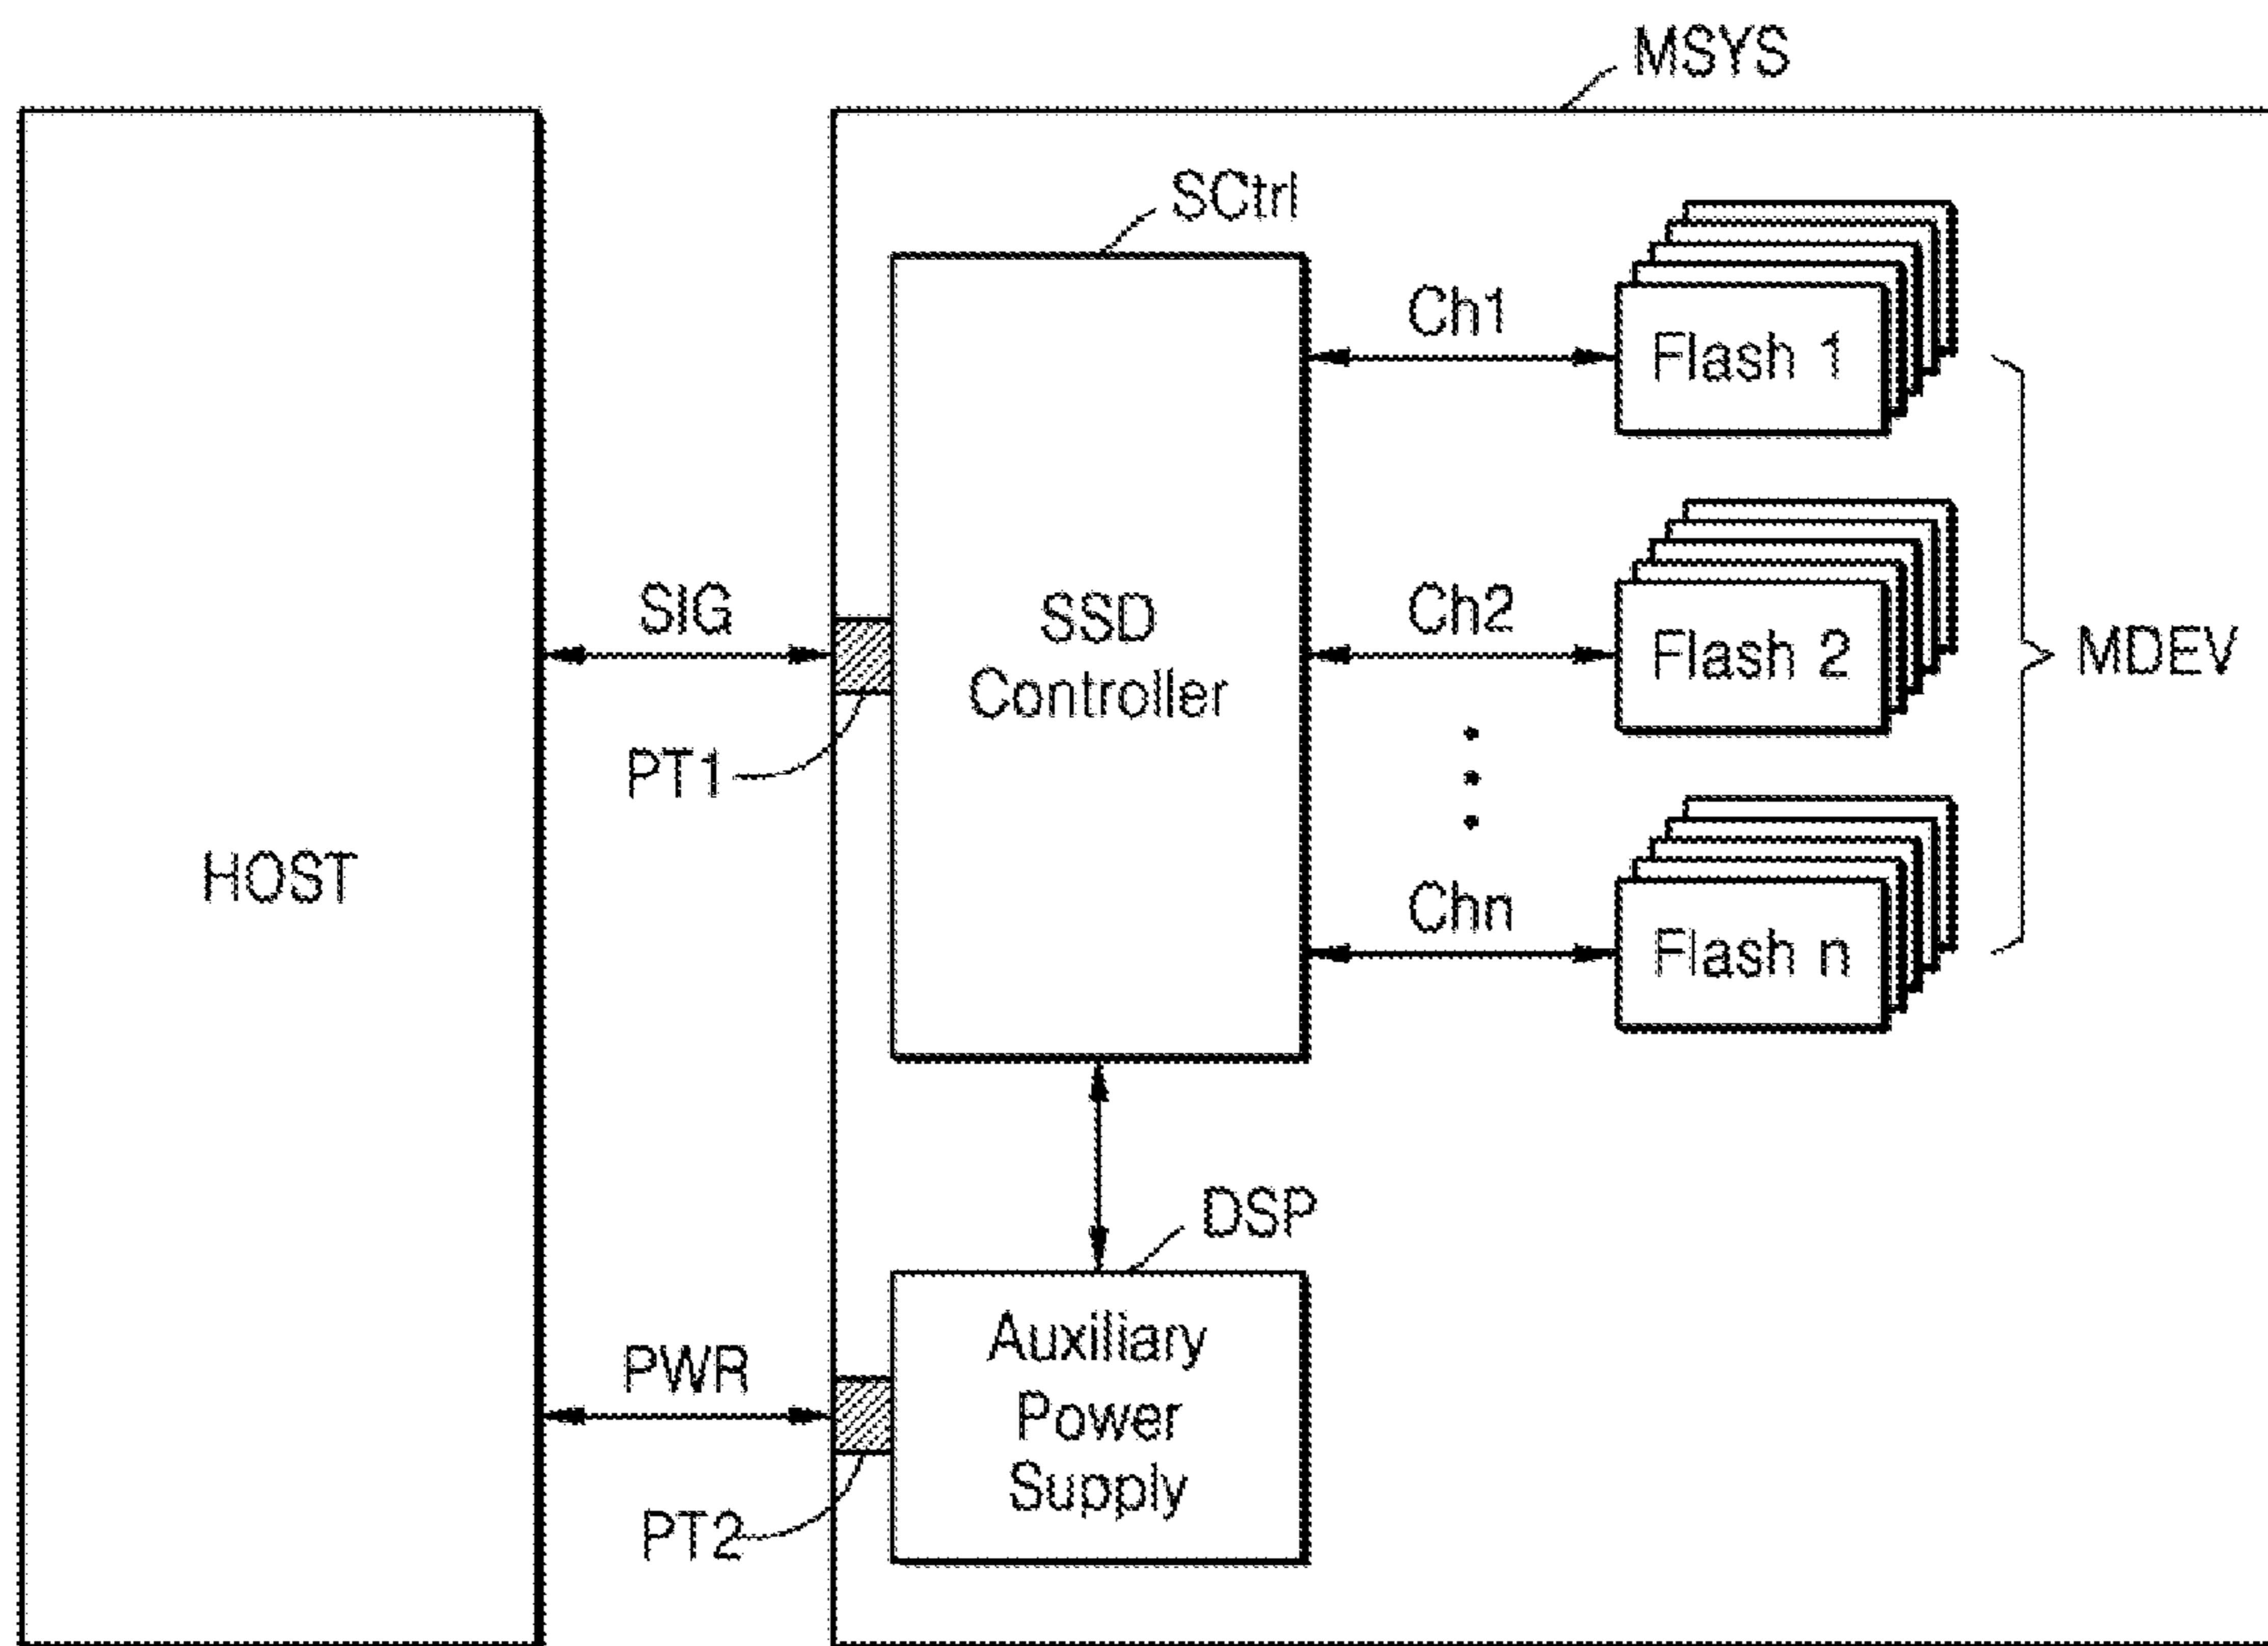 MSYS
SCtrl
Ch1
Flash 1
SIG
SSD
Controller
Ch2
Flash 2
MDEV
PT1
HOST
Chn
Flash n
DSP
PWR
Auxiliary
Power
Supply
PT2